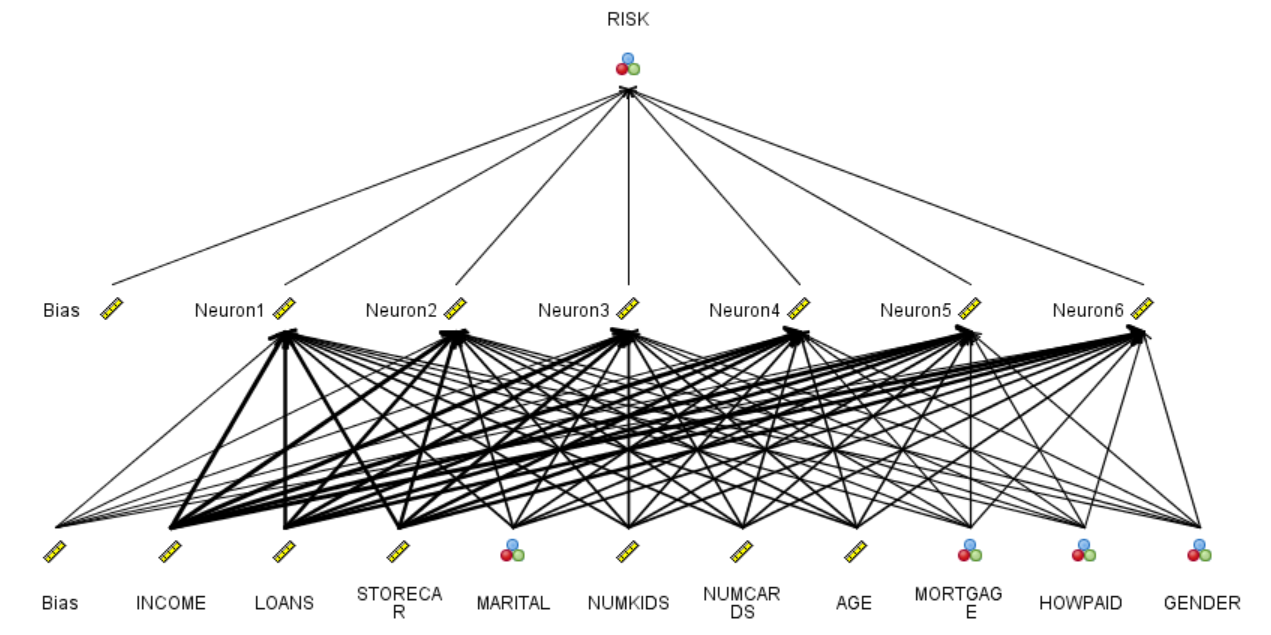 RISK
Bias
Neuron1
Neuron2
Neuron3
Neuron4
Neuron5
Neuron6
Bias
INCOME
LOANS
STORECA
R
MARITAL
NUMKIDS
NUMCAR
DS
AGE
MORTGAG
E
HOWPAID
GENDER